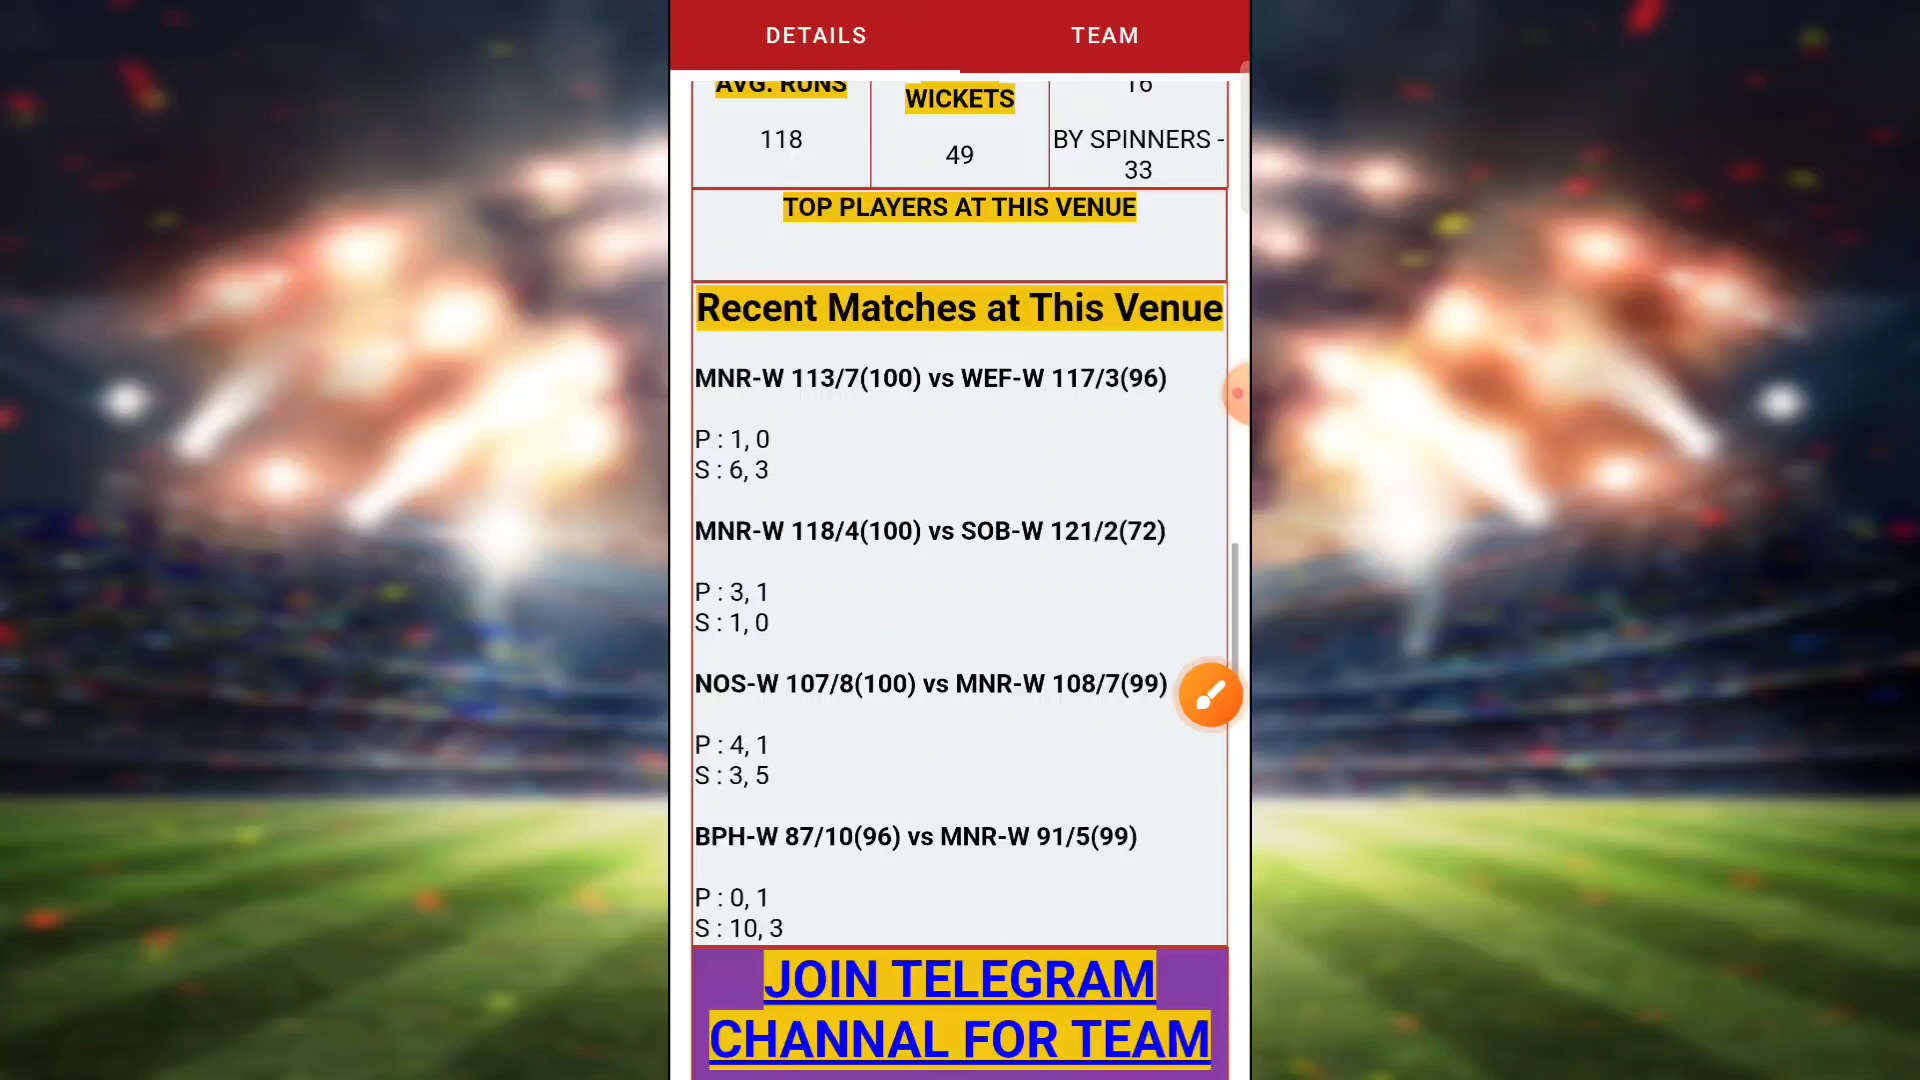 DETAILS
TEAM
AVG. RUNS
118
WICKETS
49
16
BY SPINNERS -
33
TOP PLAYERS AT THIS VENUE
Recent Matches at This Venue
MNR-W 113/7(100) vs WEF-W 117/3(96)
P : 1, 0
S : 6, 3
MNR-W 118/4(100) vs SOB-W 121/2(72)
P : 3, 1
S : 1, 0
NOS-W 107/8(100) vs MNR-W 108/7(99)
P : 4, 1
S : 3, 5
BPH-W 87/10(96) vs MNR-W 91/5(99)
P : 0, 1
S : 10, 3
JOIN TELEGRAM
CHANNAL FOR TEAM